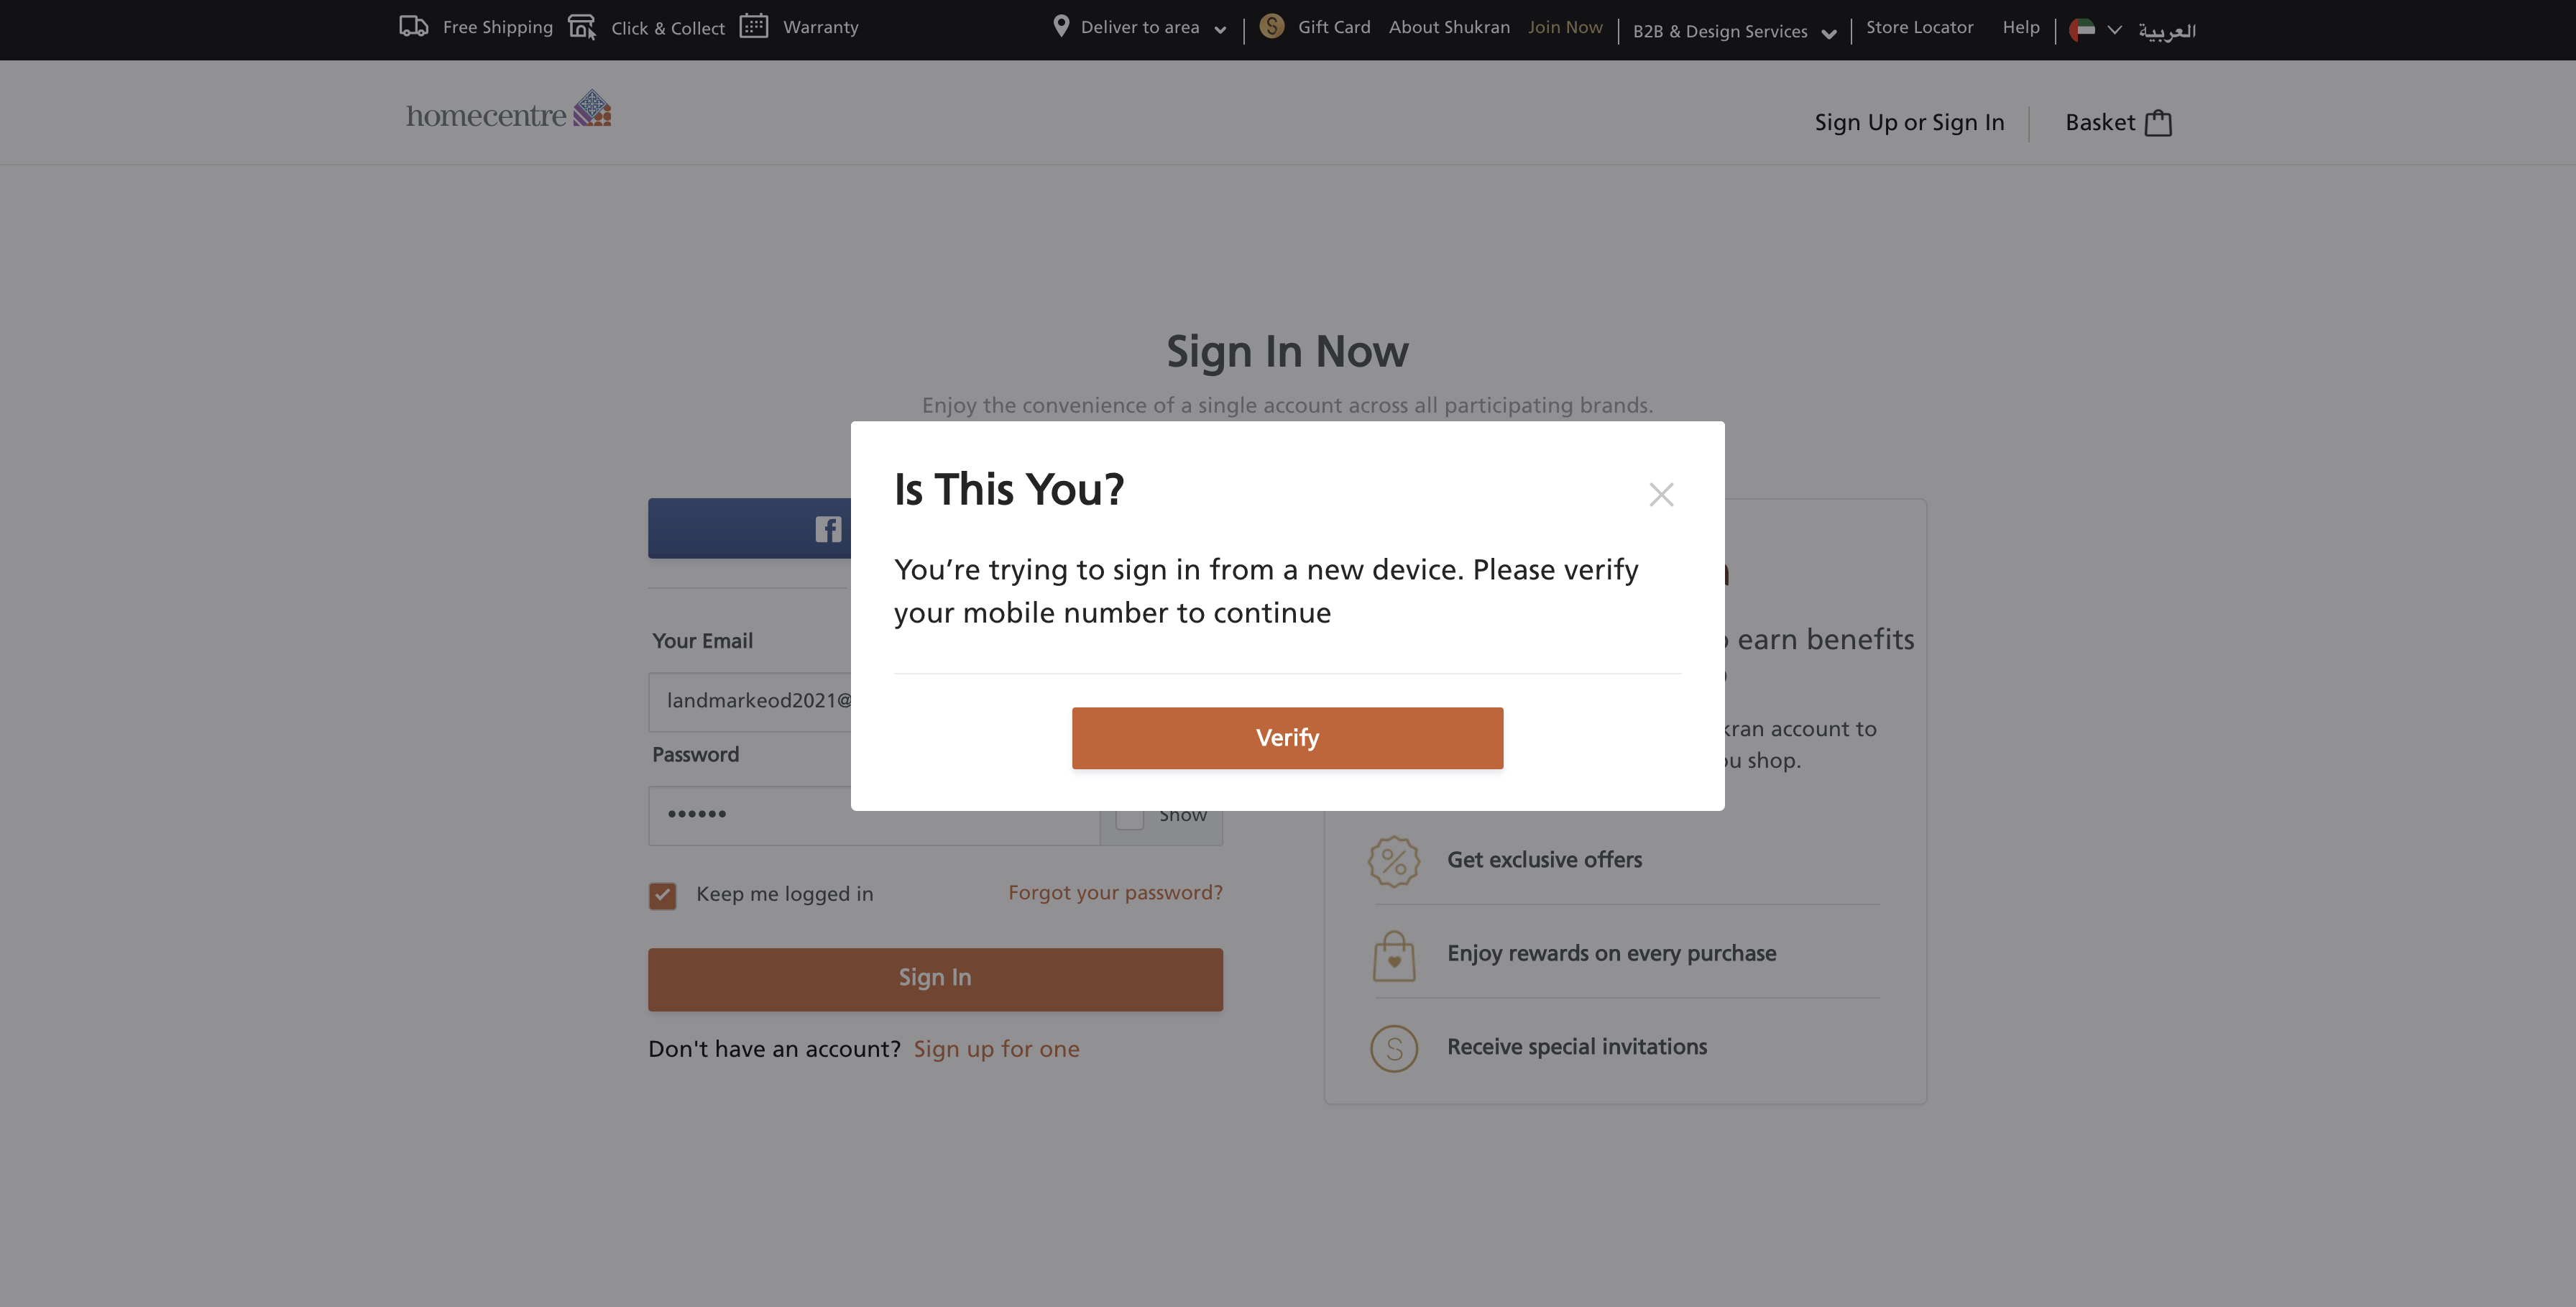 Free Shipping Click & Collect Warranty Deliver to area Gift Card About Shukran Join Now B2B & Design Services Store Locator Help العربية
homecentre
Sign Up or Sign In Basket
Sign In Now
Enjoy the convenience of a single account across all participating brands.
Is This You?
You're trying to sign in from a new device. Please verify
your mobile number to continue
Verify
Your Email
landmarkeod2021@
Password
••••••
Show
Keep me logged in
Forgot your password?
Sign In
Don't have an account? Sign up for one
earn benefits
account to
shop.
Get exclusive offers
Enjoy rewards on every purchase
Receive special invitations